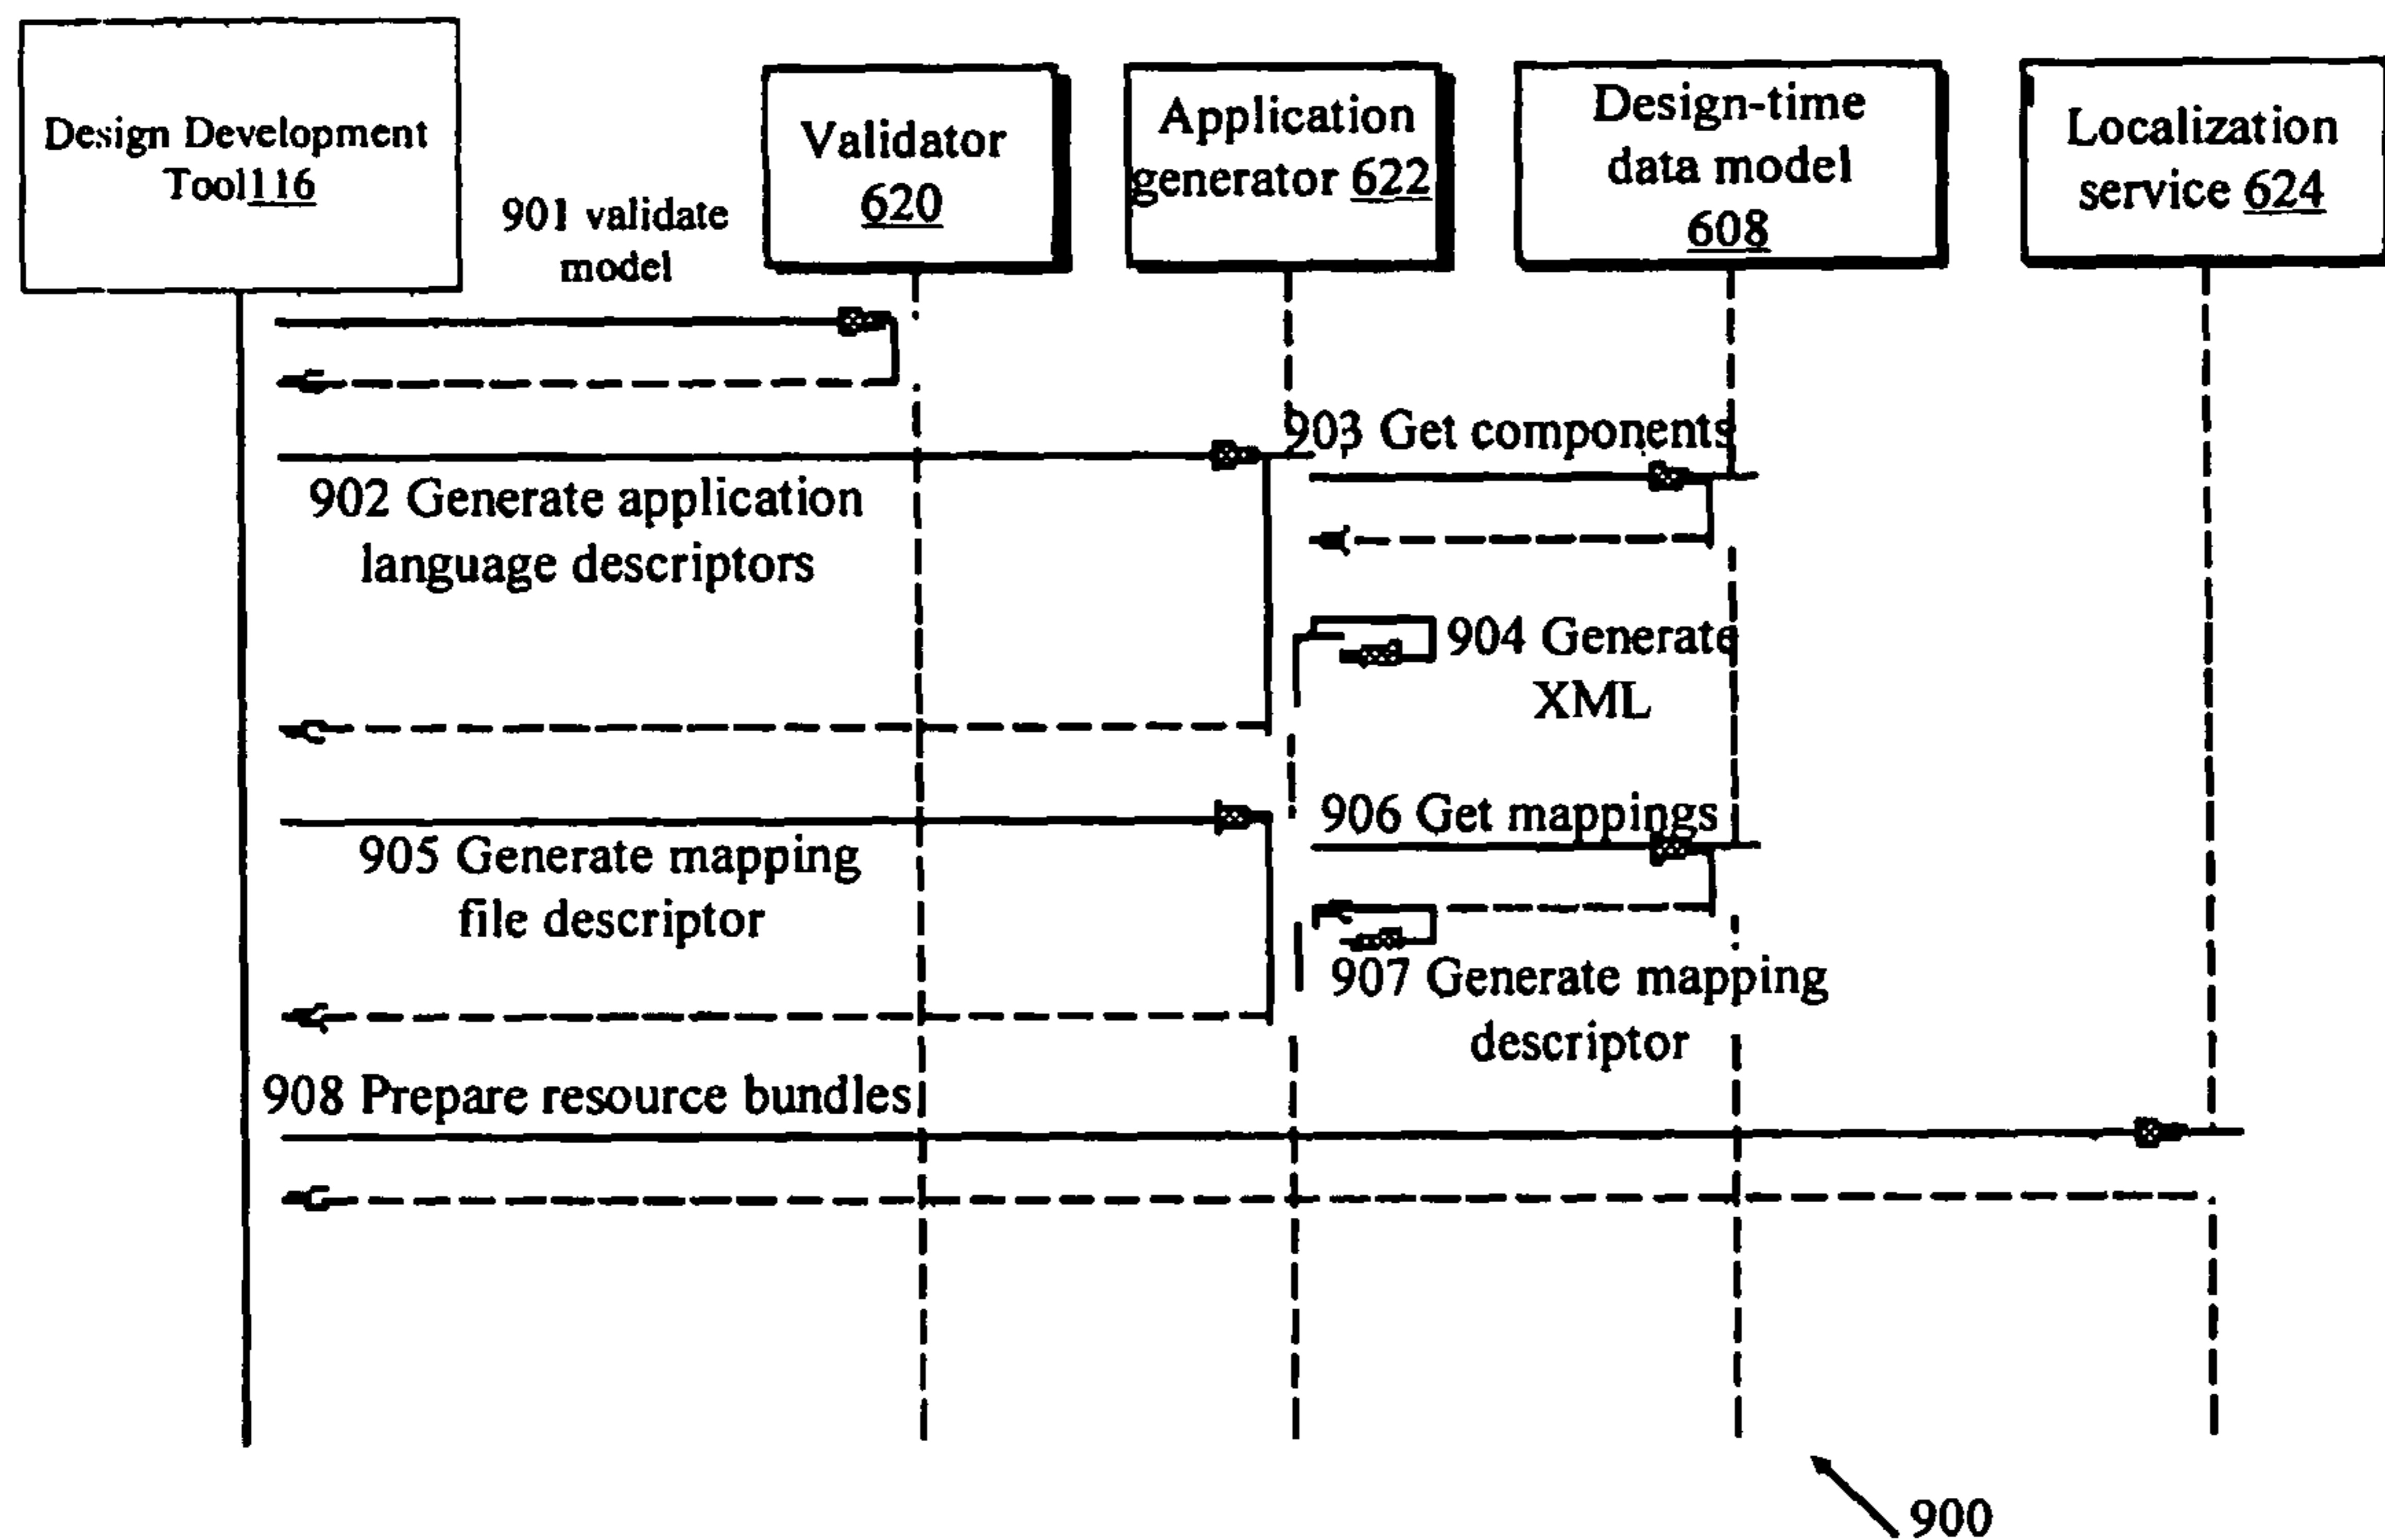 Design Development
Tool116
Validator
620
Application
generator 622
Design-time
data model
608
Localization
service 624
901 validate
model
903 Get components
902 Generate application
language descriptors
904 Generate
XML
906 Get mappings
905 Generate mapping
file descriptor
907 Generate mapping
descriptor
908 Prepare resource bundles
900